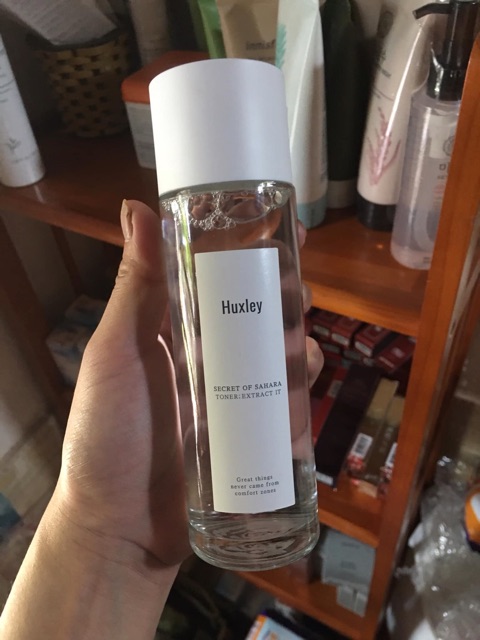 Huxley
SECRET OF SAHARA
TONER: EXTRACT IT
Great things
never came from
comfort zones